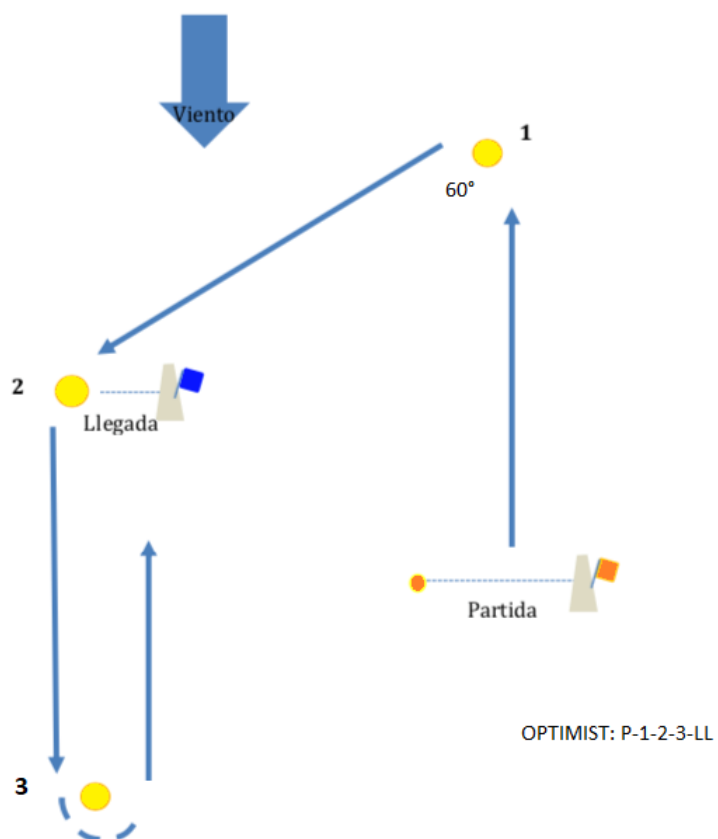 Viento
1
60°
2
Llegada
Partida
OPTIMIST: P-1-2-3-LL
3